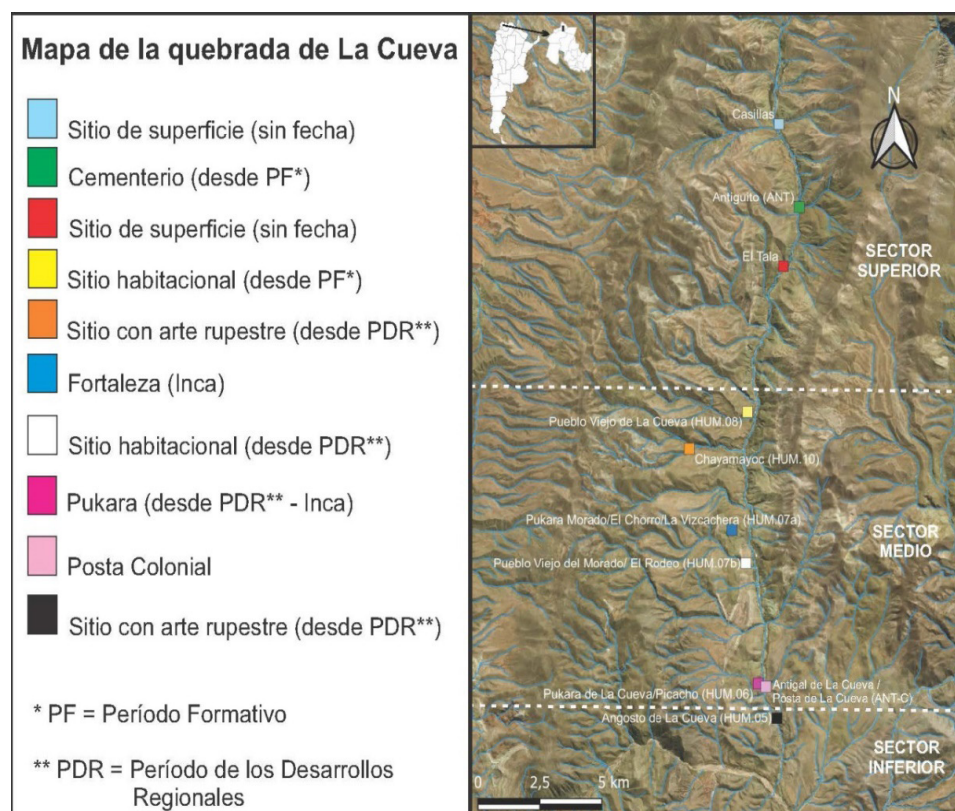 Mapa de la quebrada de La Cueva
Sitio de superficie (sin fecha)
Cementerio (desde PF*)
Sitio de superficie (sin fecha)
Sitio habitacional (desde PF*)
Sitio con arte rupestre (desde PDR**)
Fortaleza (Inca)
Sitio habitacional (desde PDR**)
Pukara (desde PDR** - Inca)
Posta Colonial
Sitio con arte rupestre (desde PDR**)
* PF = Período Formativo
** PDR = Período de los Desarrollos
Regionales
Casillas
N
Antiguito (ANT)
El Tala
SECTOR
SUPERIOR
Pueblo Viejo de La Cueva (HUM.08)
Chayamayoc (HUM.10)
Pukara Morado/El Chorro/La Vizcachera (HUM.07a)
SECTOR
MEDIO
Pueblo Viejo del Morado/ El Rodeo (HUM.07b)
Antigal de La Cueva /
Pukara de La Cueva/Picacho (HUM.06)
Posta de La Cueva (ANT-C)
Angosto de La Cueva (HUM.05)
SECTOR
INFERIOR
0 2,5 5 km